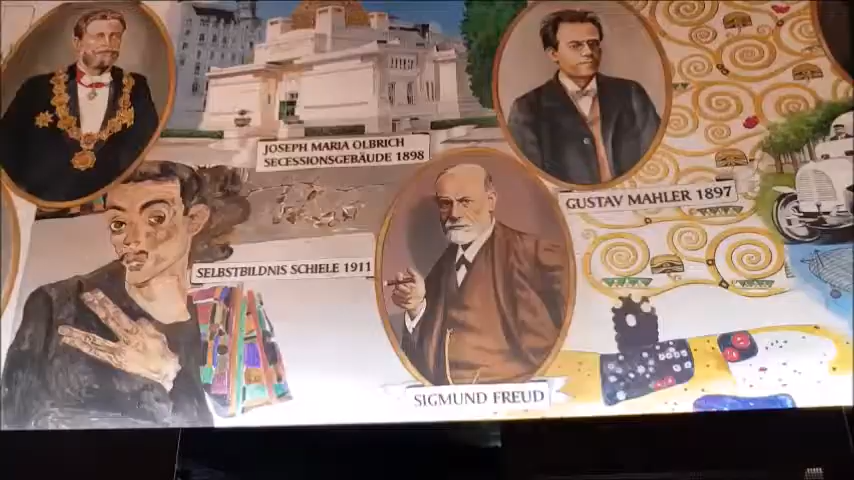 JOSEPH MARIA OLBRICH
SECESSIONSGEBÄUDE 1898
GUSTAV MAHLER 1897
SELBSTBILDNIS SCHIELE 1911
SIGMUND FREUD